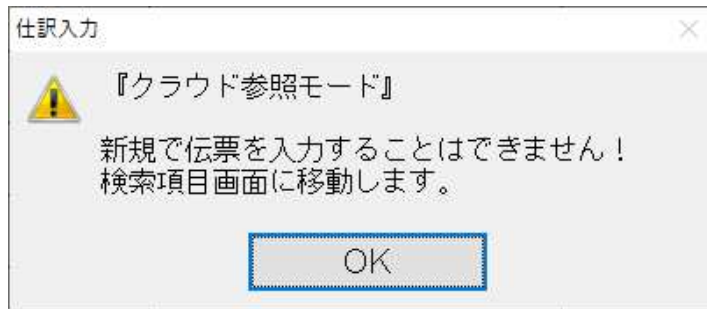 仕訳入力
『クラウド参照モード』
新規で伝票を入力することはできません！
検索項目画面に移動します。
OK